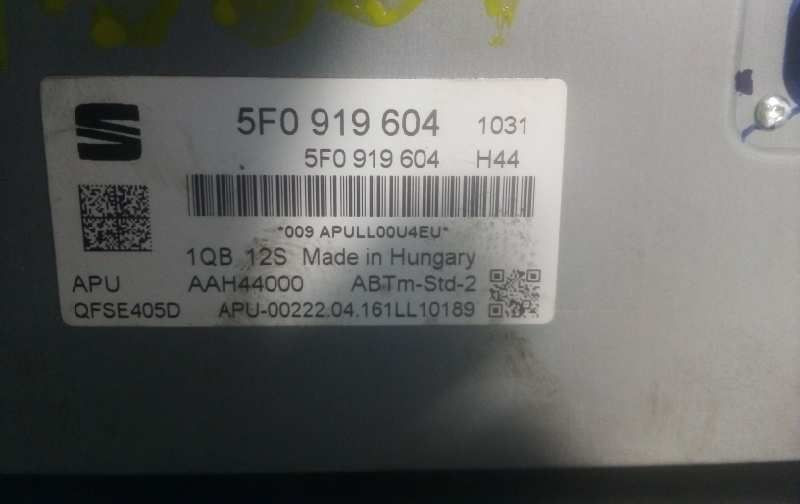 5F0 919 604 1031
5F0 919 604 H44
*009 APULL00U4EU*
1QB 12S Made in Hungary
APU AAH44000 ABTm-Std-2
QFSE405D APU-00222.04.161LL10189